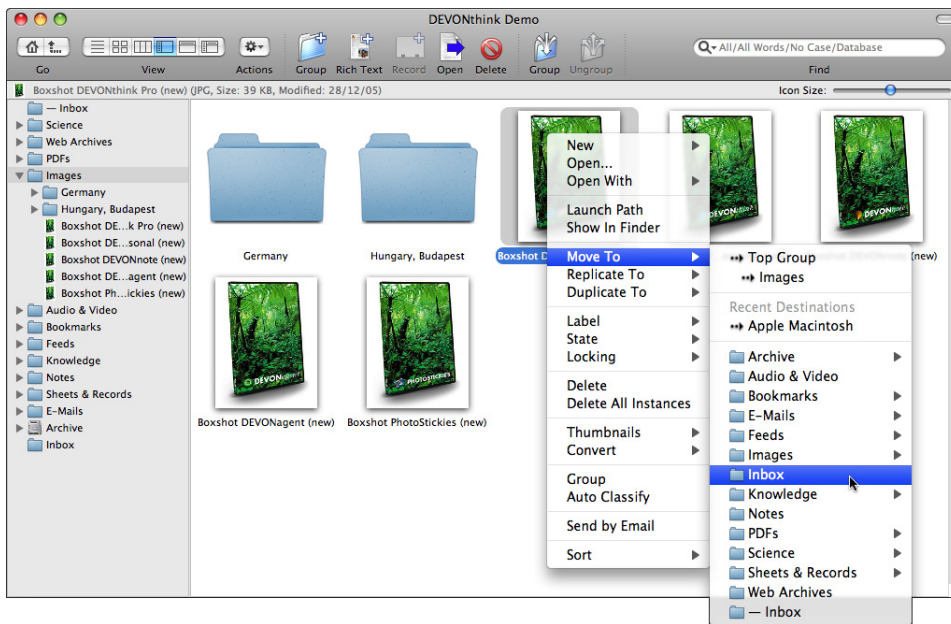 DEVONthink Demo
Go View Actions Group Rich Text Record Open Delete Group Ungroup Find
All/All Words/No Case/Database
Boxshot DEVONthink Pro (new) (JPG, Size: 39 KB, Modified: 28/12/05)
Icon Size:
— Inbox
Science
Web Archives
PDFs
Images
Germany
Hungary, Budapest
Boxshot DE...k Pro (new)
Boxshot DE...sonal (new)
Boxshot DEVONnote (new)
Boxshot DE...agent (new)
Boxshot Ph...ickies (new)
Audio & Video
Bookmarks
Feeds
Knowledge
Notes
Sheets & Records
E-Mails
Archive
Inbox
Germany
Hungary, Budapest
Boxshot D
(new)
DEVONagent
PHOTOSTICKIES
Boxshot DEVONagent (new)
Boxshot PhotoStickies (new)
New
Open...
Open With
Launch Path
Show In Finder
Move To
Replicate To
Duplicate To
Label
State
Locking
Delete
Delete All Instances
Thumbnails
Convert
Group
Auto Classify
Send by Email
Sort
Top Group
Images
Recent Destinations
Apple Macintosh
Archive
Audio & Video
Bookmarks
E-Mails
Feeds
Images
Inbox
Knowledge
Notes
PDFs
Science
Sheets & Records
Web Archives
— Inbox